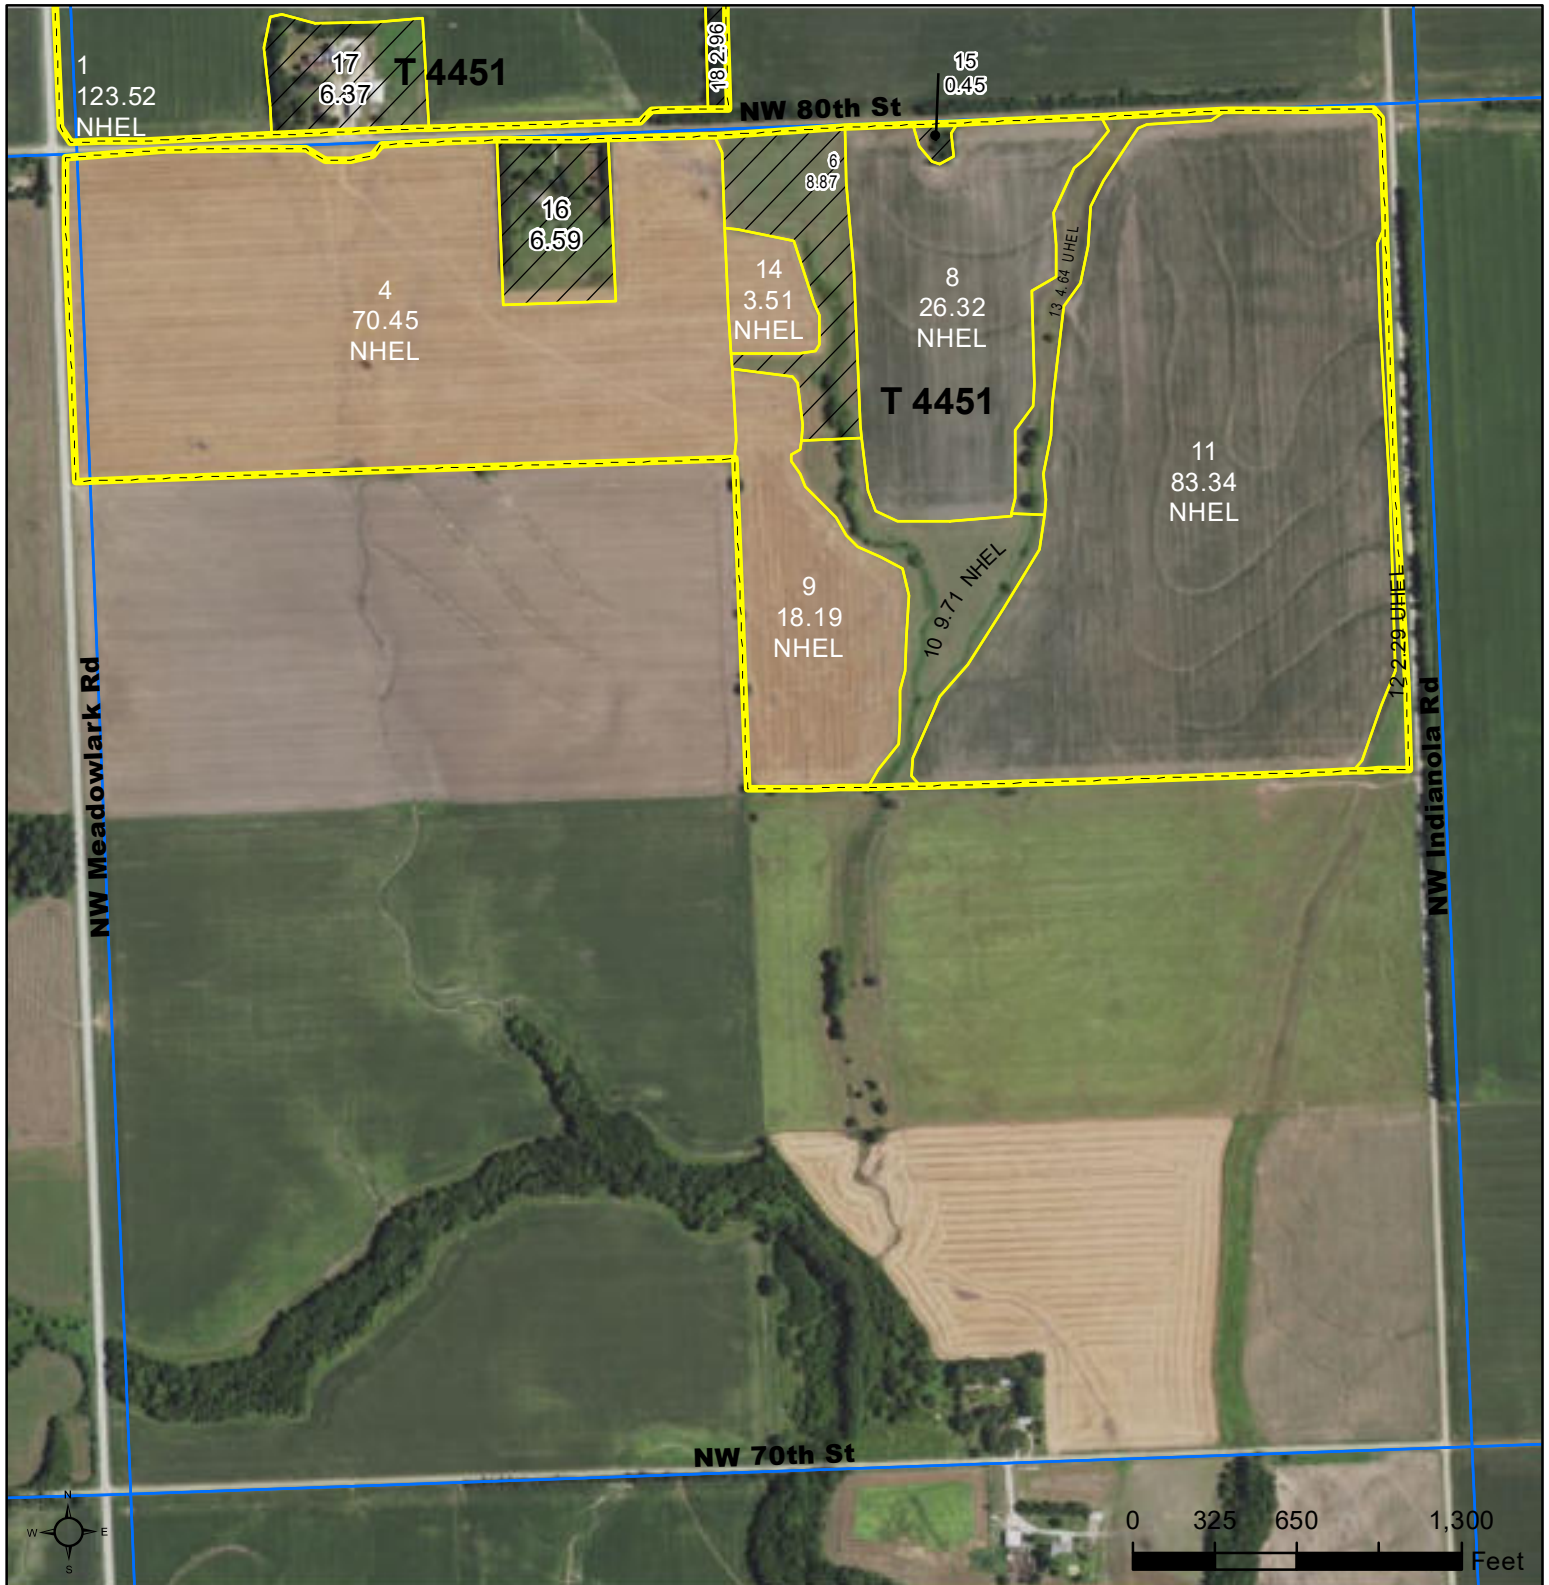 1
123.52
NHEL
17
6.37
T 4451
18 2.96
15
0.45
NW 80th St
6
8.87
16
6.59
4
70.45
NHEL
14
3.51
NHEL
8
26.32
NHEL
13 4.64 UHEL
T 4451
11
83.34
NHEL
9
18.19
NHEL
10 9.71 NHEL
12 2.29 UHEL
NW Meadowlark Rd
NW Indianola Rd
NW 70th St
N
W E
S
0 325 650 1,300
Feet